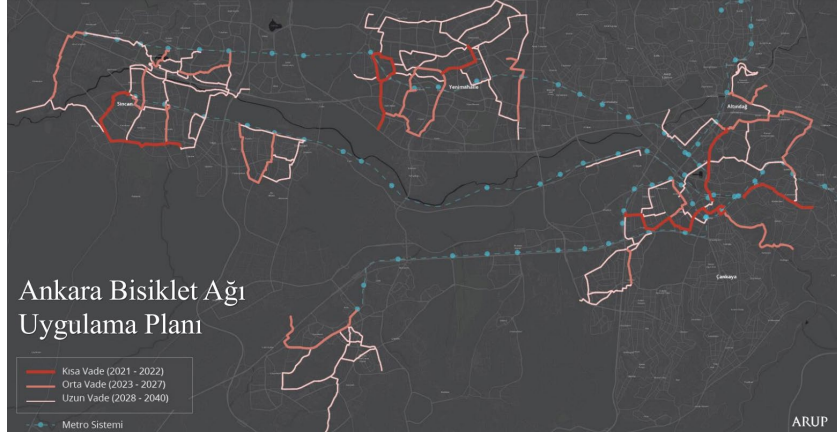 Sincan
Yenimahalle
Altındağ
Çankaya
Ankara Bisiklet Ağı
Uygulama Planı
Kısa Vade (2021 - 2022)
Orta Vade (2023 - 2027)
Uzun Vade (2028 - 2040)
Metro Sistemi
ARUP